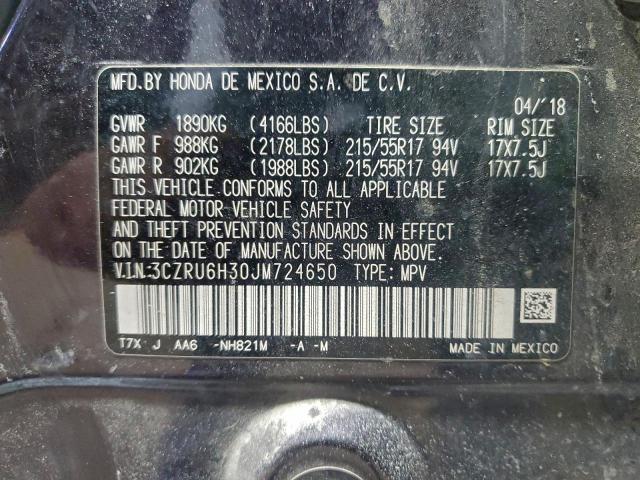 MFD.BY HONDA DE MEXICO S.A. DE C.V.
04/'18
GVWR 1890KG (4166LBS) TIRE SIZE RIM SIZE
GAWR F 988KG (2178LBS) 215/55R17 94V 17X7.5J
GAWR R 902KG (1988LBS) 215/55R17 94V 17X7.5J
THIS VEHICLE CONFORMS TO ALL APPLICABLE
FEDERAL MOTOR VEHICLE SAFETY
AND THEFT PREVENTION STANDARDS IN EFFECT
ON THE DATE OF MANUFACTURE SHOWN ABOVE.
V.I.N.:3CZRU6H30JM724650 TYPE: MPV
T7X J AA6 -NH821M -A -M MADE IN MEXICO